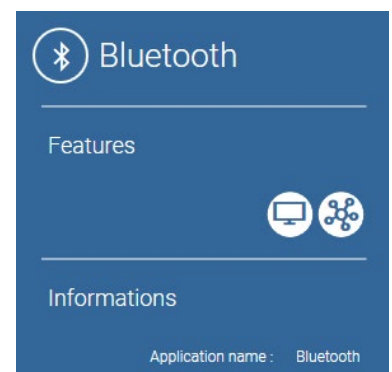 Bluetooth
Features
Informations
Application name : Bluetooth